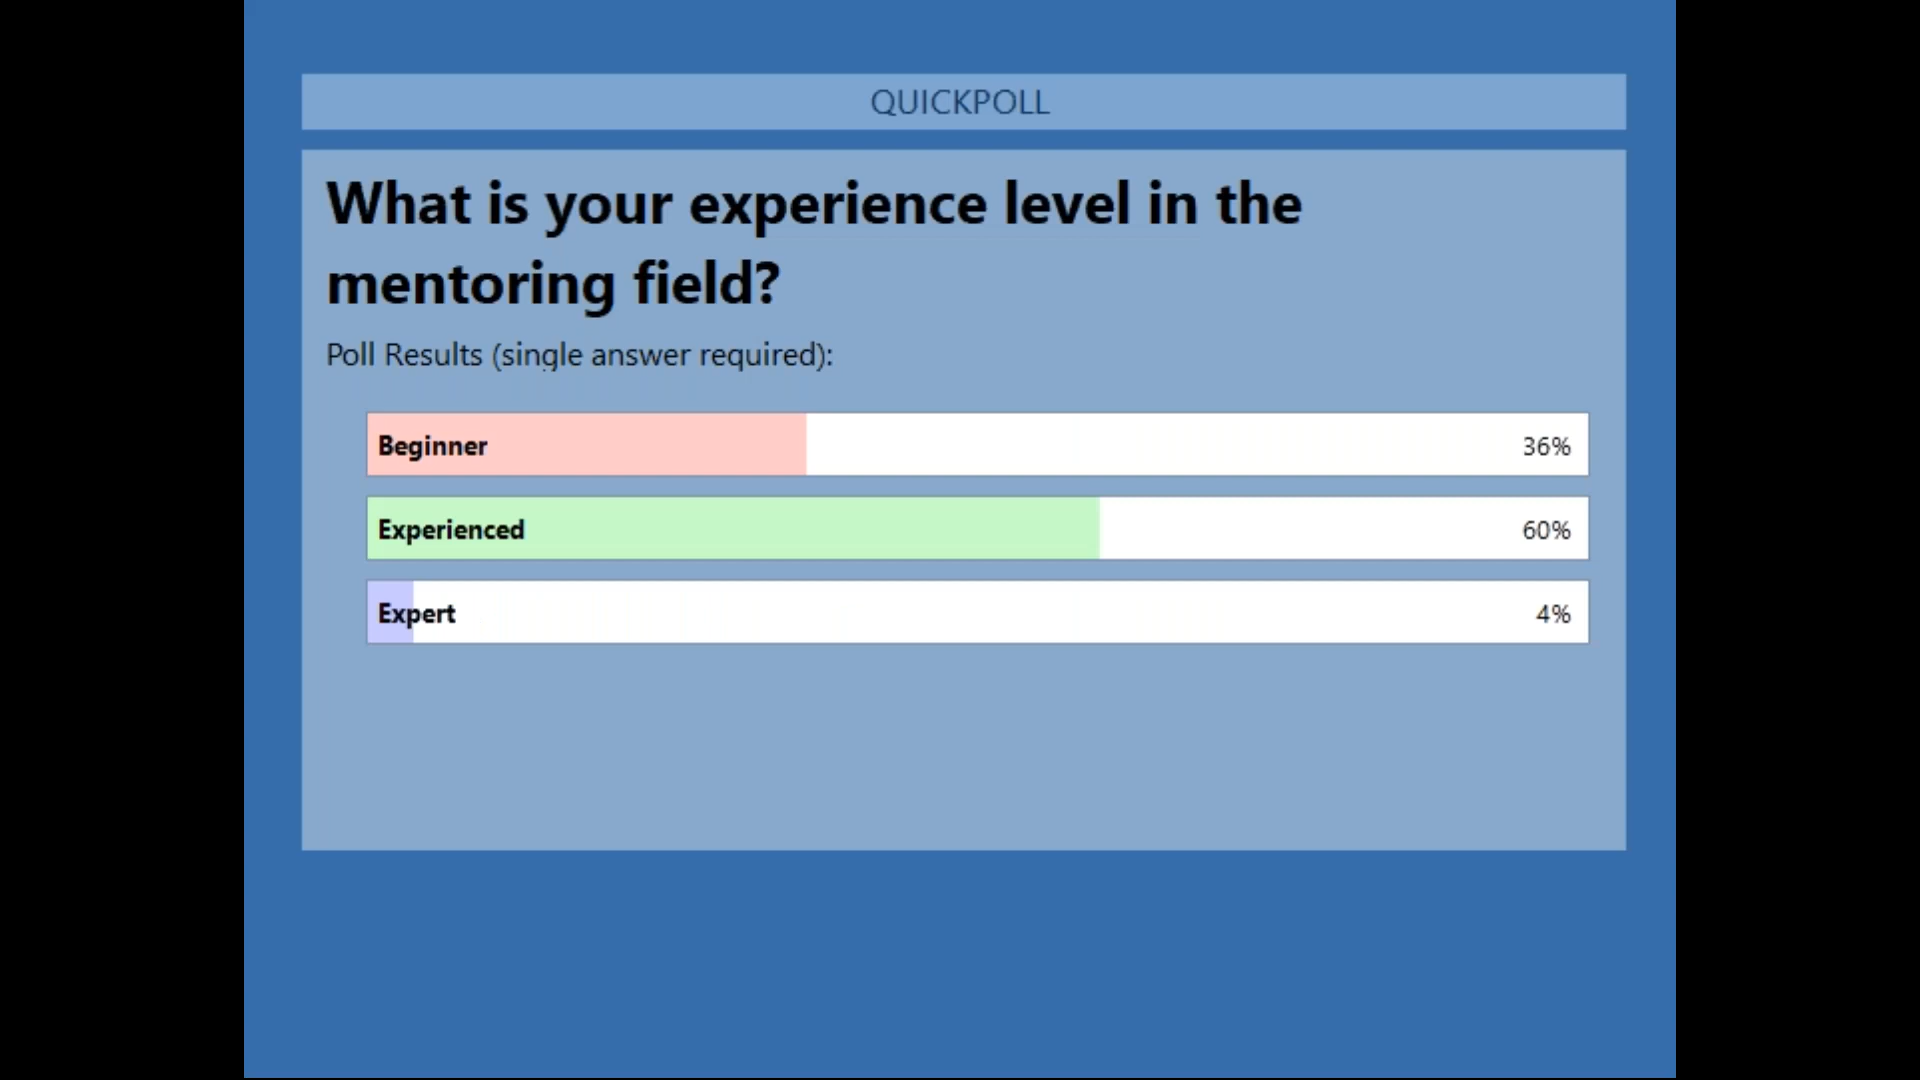 QUICKPOLL
What is your experience level in the
mentoring field?
Poll Results (single answer required):
Beginner 36%
Experienced 60%
Expert 4%